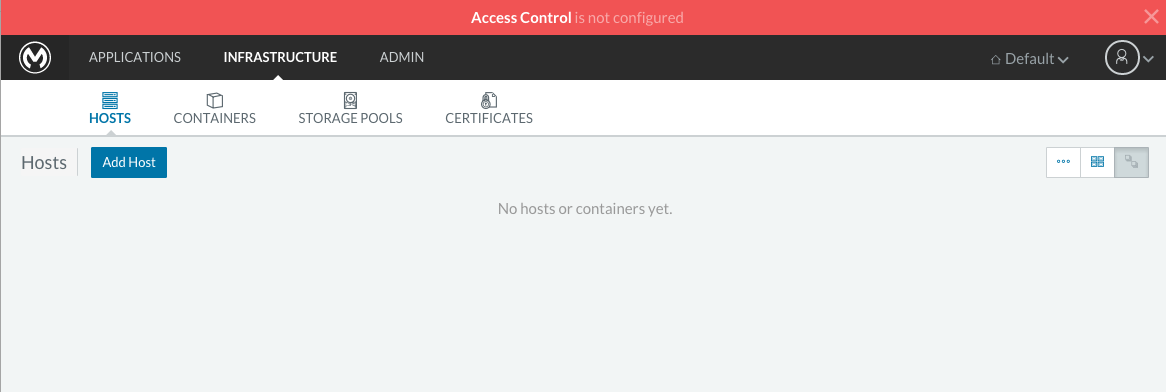 Access Control is not configured
APPLICATIONS INFRASTRUCTURE ADMIN Default
HOSTS CONTAINERS STORAGE POOLS CERTIFICATES
Hosts Add Host
No hosts or containers yet.